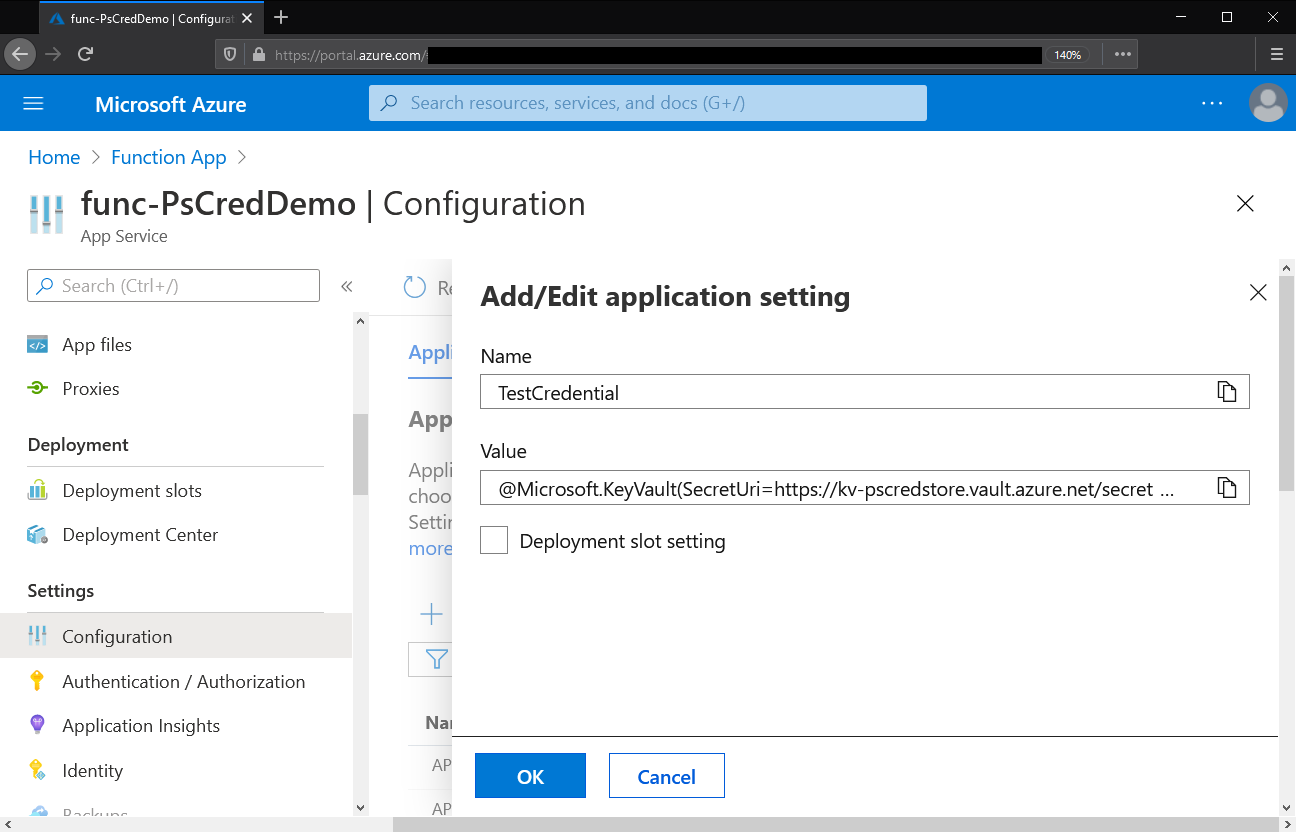 func-PsCredDemo | Configurat
https://portal.azure.com/
140%
Microsoft Azure
Search resources, services, and docs (G+/)
Home > Function App >
func-PsCredDemo | Configuration
App Service
Search (Ctrl+/)
«
App files
Proxies
Deployment
Deployment slots
Deployment Center
Settings
Configuration
Authentication / Authorization
Application Insights
Identity
Backups
Re
Appli
App
Appli
choo
Settin
more
Nar
AP
AP
Add/Edit application setting
Name
TestCredential
Value
@Microsoft.KeyVault(SecretUri=https://kv-pscredstore.vault.azure.net/secret ...
Deployment slot setting
OK
Cancel